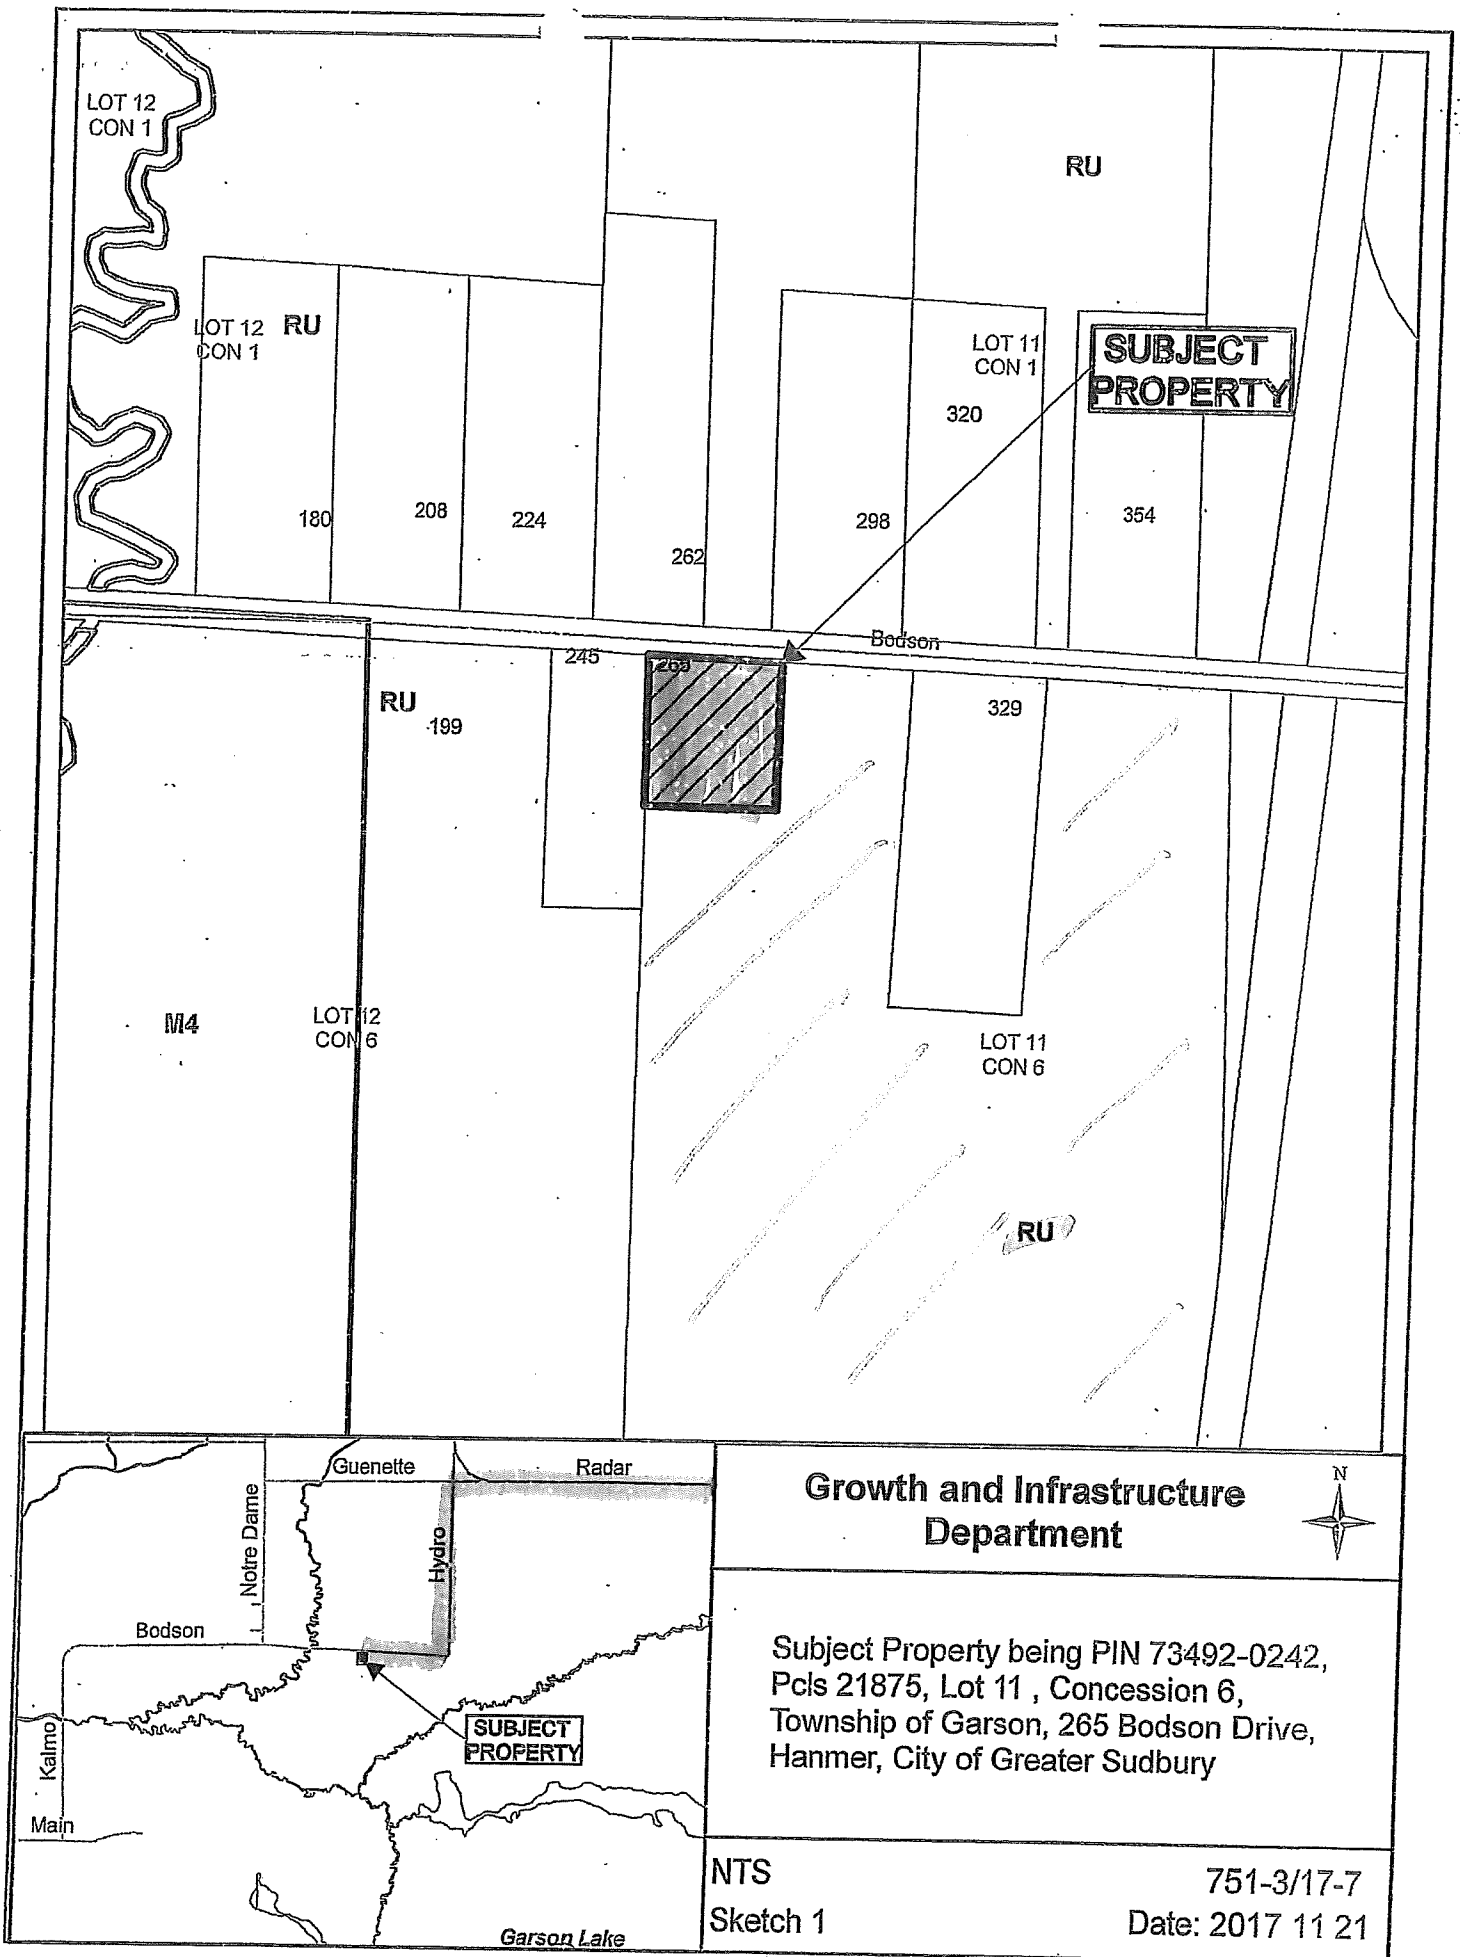 LOT 12
CON 1
RU
LOT 12
CON 1
RU
LOT 11
CON 1
SUBJECT
PROPERTY
320
180
208
224
262
298
354
Bodson
245
265
RU
199
329
M4
LOT 12
CON 6
LOT 11
CON 6
RU
Guenette
Radar
Notre Dame
Hydro
Bodson
SUBJECT
PROPERTY
Kalmo
Main
Garson Lake
Growth and Infrastructure
Department
N
Subject Property being PIN 73492-0242,
Pcls 21875, Lot 11 , Concession 6,
Township of Garson, 265 Bodson Drive,
Hanmer, City of Greater Sudbury
NTS
Sketch 1
751-3/17-7
Date: 2017 11 21